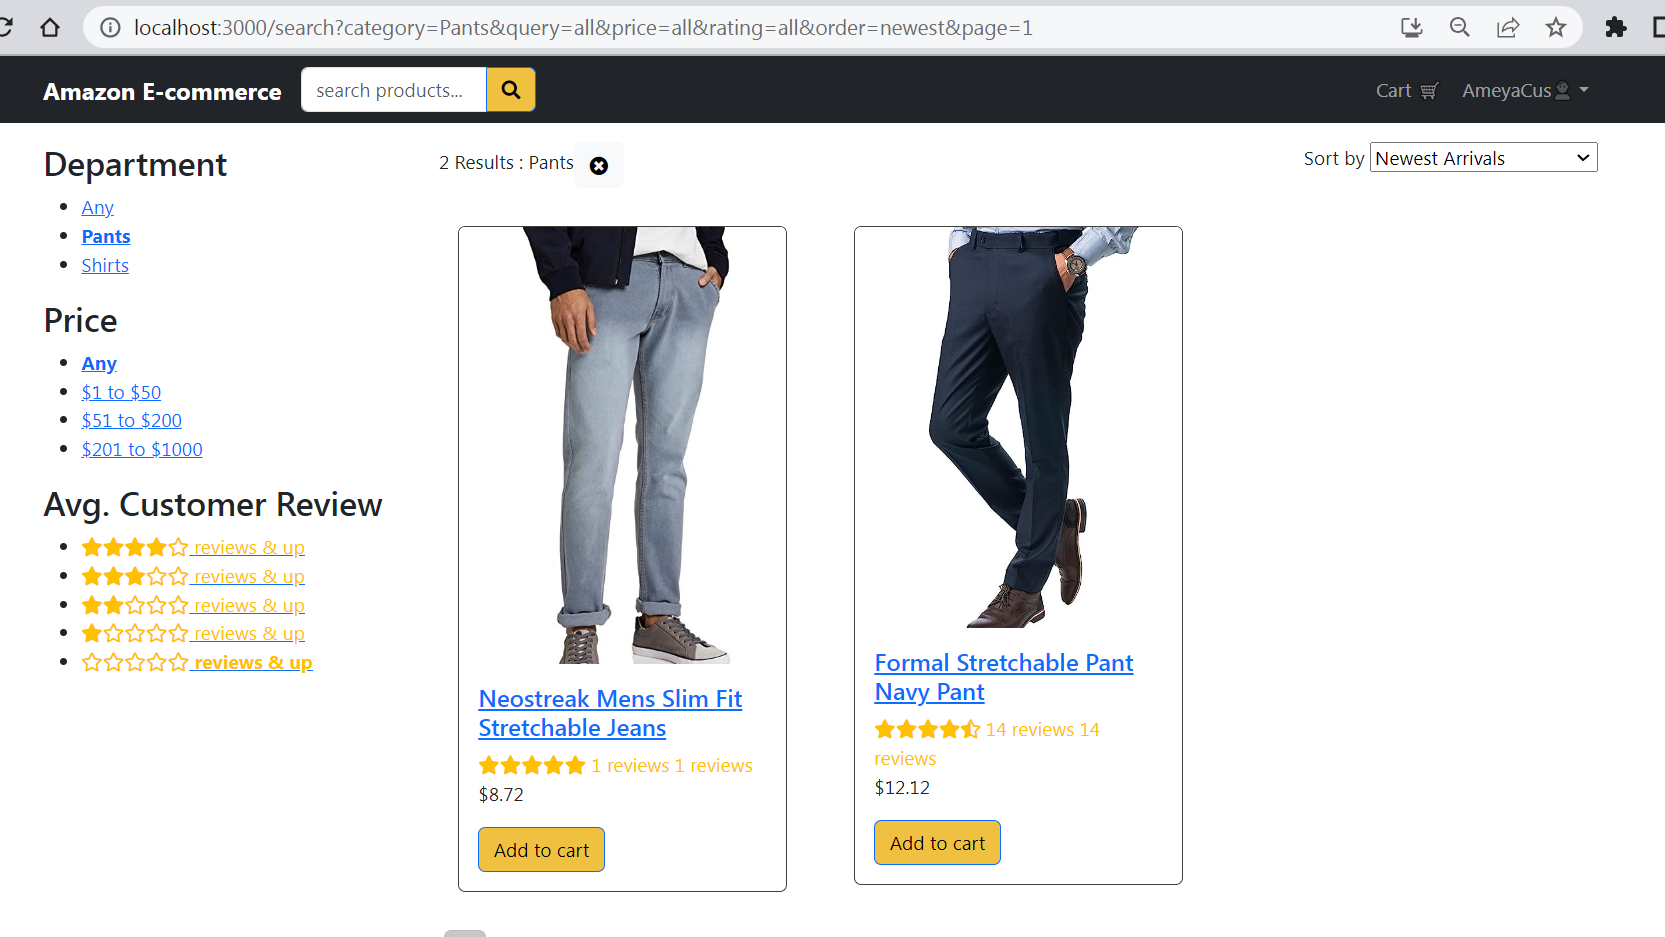 localhost:3000/search?category=Pants&query=all&price=all&rating=all&order=newest&page=1
Amazon E-commerce
search products...
Cart
AmeyaCus
Department
Any
Pants
Shirts
Price
Any
$1 to $50
$51 to $200
$201 to $1000
Avg. Customer Review
reviews & up
reviews & up
reviews & up
reviews & up
reviews & up
2 Results : Pants
Sort by Newest Arrivals
Neostreak Mens Slim Fit
Stretchable Jeans
1 reviews 1 reviews
$8.72
Add to cart
Formal Stretchable Pant
Navy Pant
14 reviews 14
reviews
$12.12
Add to cart